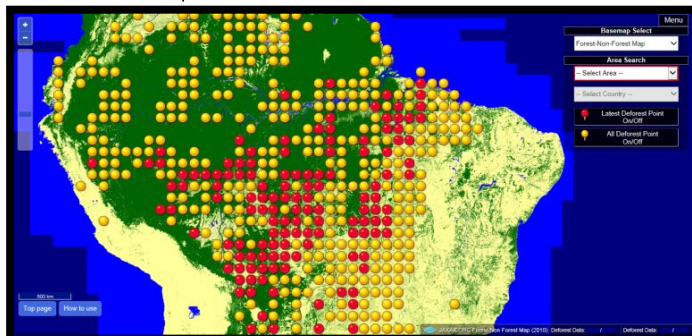 Menu
Basemap Select
Forest-Non-Forest Map
Area Search
-- Select Area --
-- Select Country --
Latest Deforest Point
On/Off
All Deforest Point
On/Off
500 km
Top page
How to use
JAXA/EORC Forest Non Forest Map (2010) Deforest Data: / Deforest Data: /